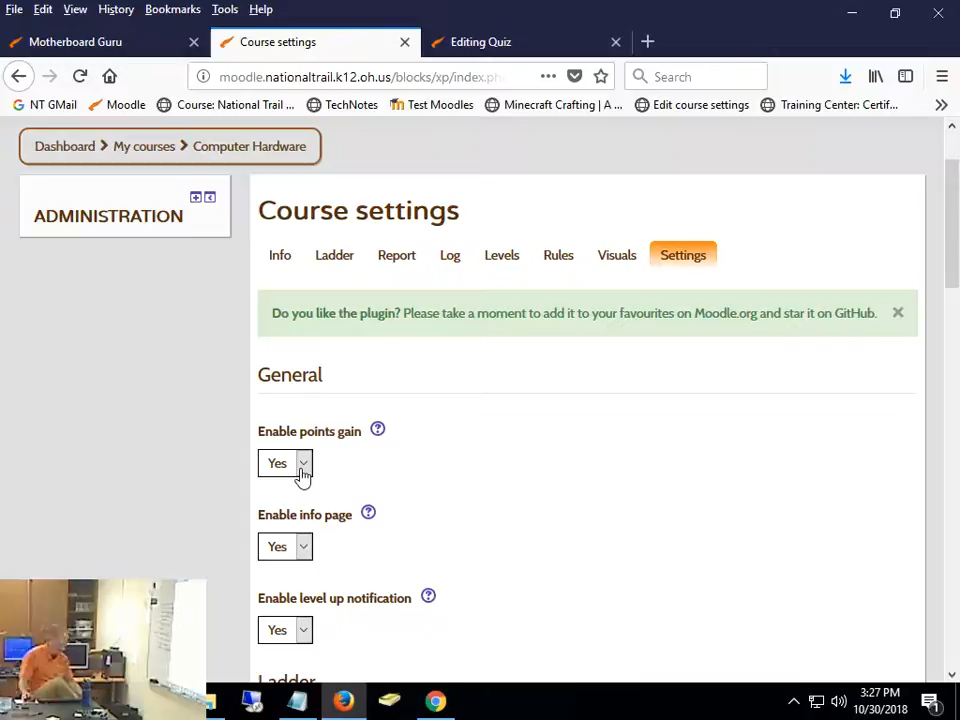 File Edit View History Bookmarks Tools Help
Motherboard Guru Course settings Editing Quiz
moodle.nationaltrail.k12.oh.us/blocks/xp/index.ph Search
NT GMail Moodle Course: National Trail ... TechNotes Test Moodles Minecraft Crafting | A ... Edit course settings Training Center: Certif...
Dashboard My courses Computer Hardware
ADMINISTRATION
Course settings
Info Ladder Report Log Levels Rules Visuals Settings
Do you like the plugin? Please take a moment to add it to your favourites on Moodle.org and star it on GitHub.
General
Enable points gain
Yes
Enable info page
Yes
Enable level up notification
Yes
Ladder
3:27 PM
10/30/2018